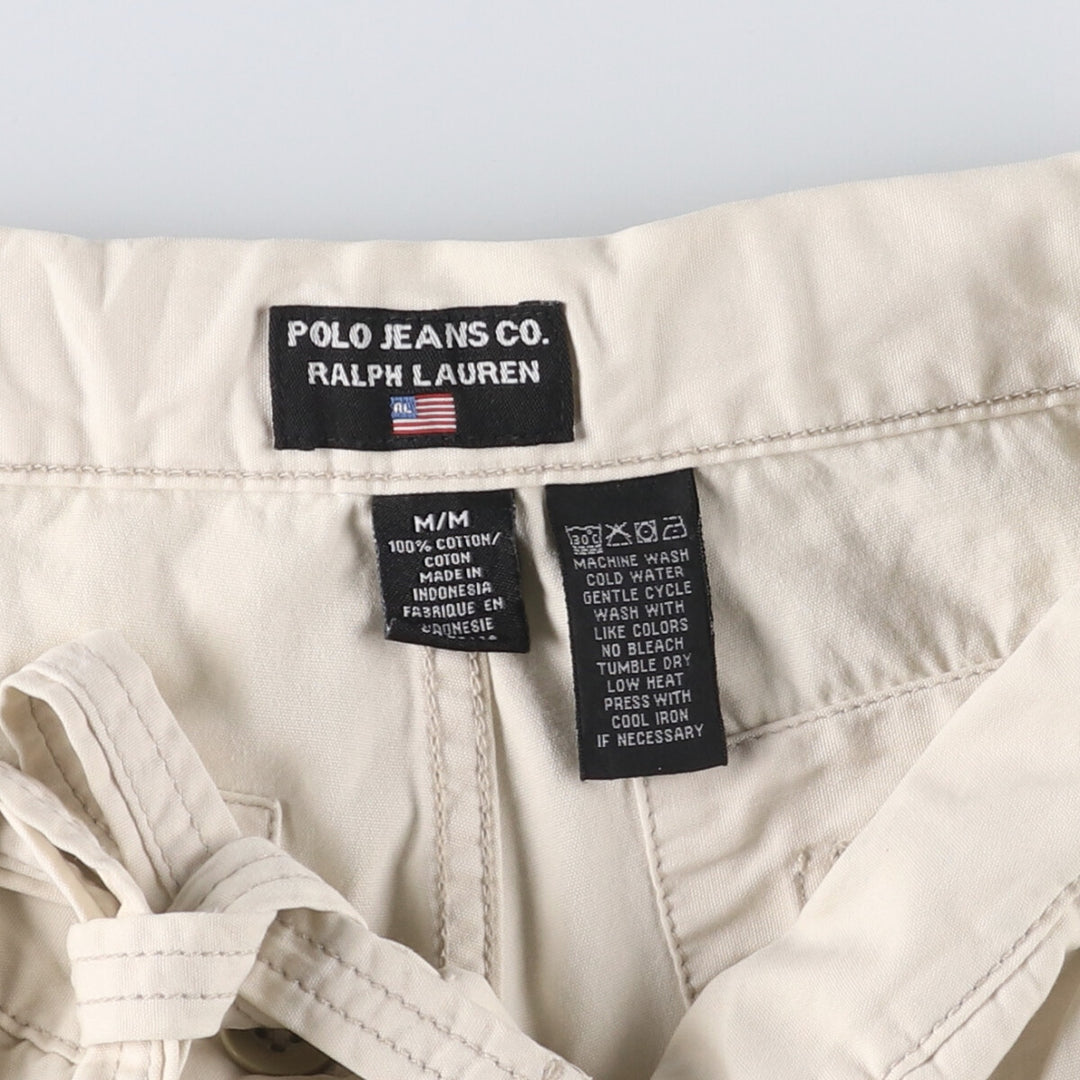 POLO JEANS CO.
RALPH LAUREN
RL
M/M
100% COTTON/
COTON
MADE IN
INDONESIA
FABRIQUE EN
30°C
MACHINE WASH
COLD WATER
GENTLE CYCLE
WASH WITH
LIKE COLORS
NO BLEACH
TUMBLE DRY
LOW HEAT
PRESS WITH
COOL IRON
IF NECESSARY